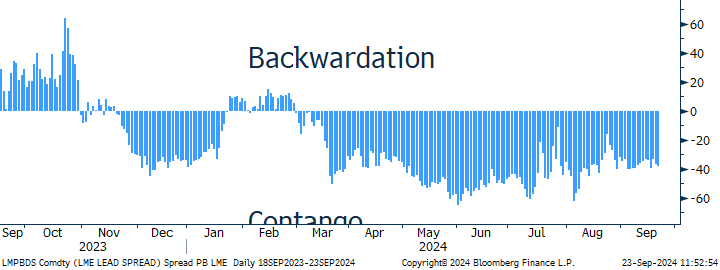 60
Backwardation
40
20
0
-20
-40
-60
Contango
Sep Oct Nov Dec Jan Feb Mar Apr May Jun Jul Aug Sep
2023 2024
LMPBDS Comdty (LME LEAD SPREAD) Spread PB LME Daily 18SEP2023-23SEP2024 Copyright© 2024 Bloomberg Finance L.P. 23-Sep-2024 11:52:54